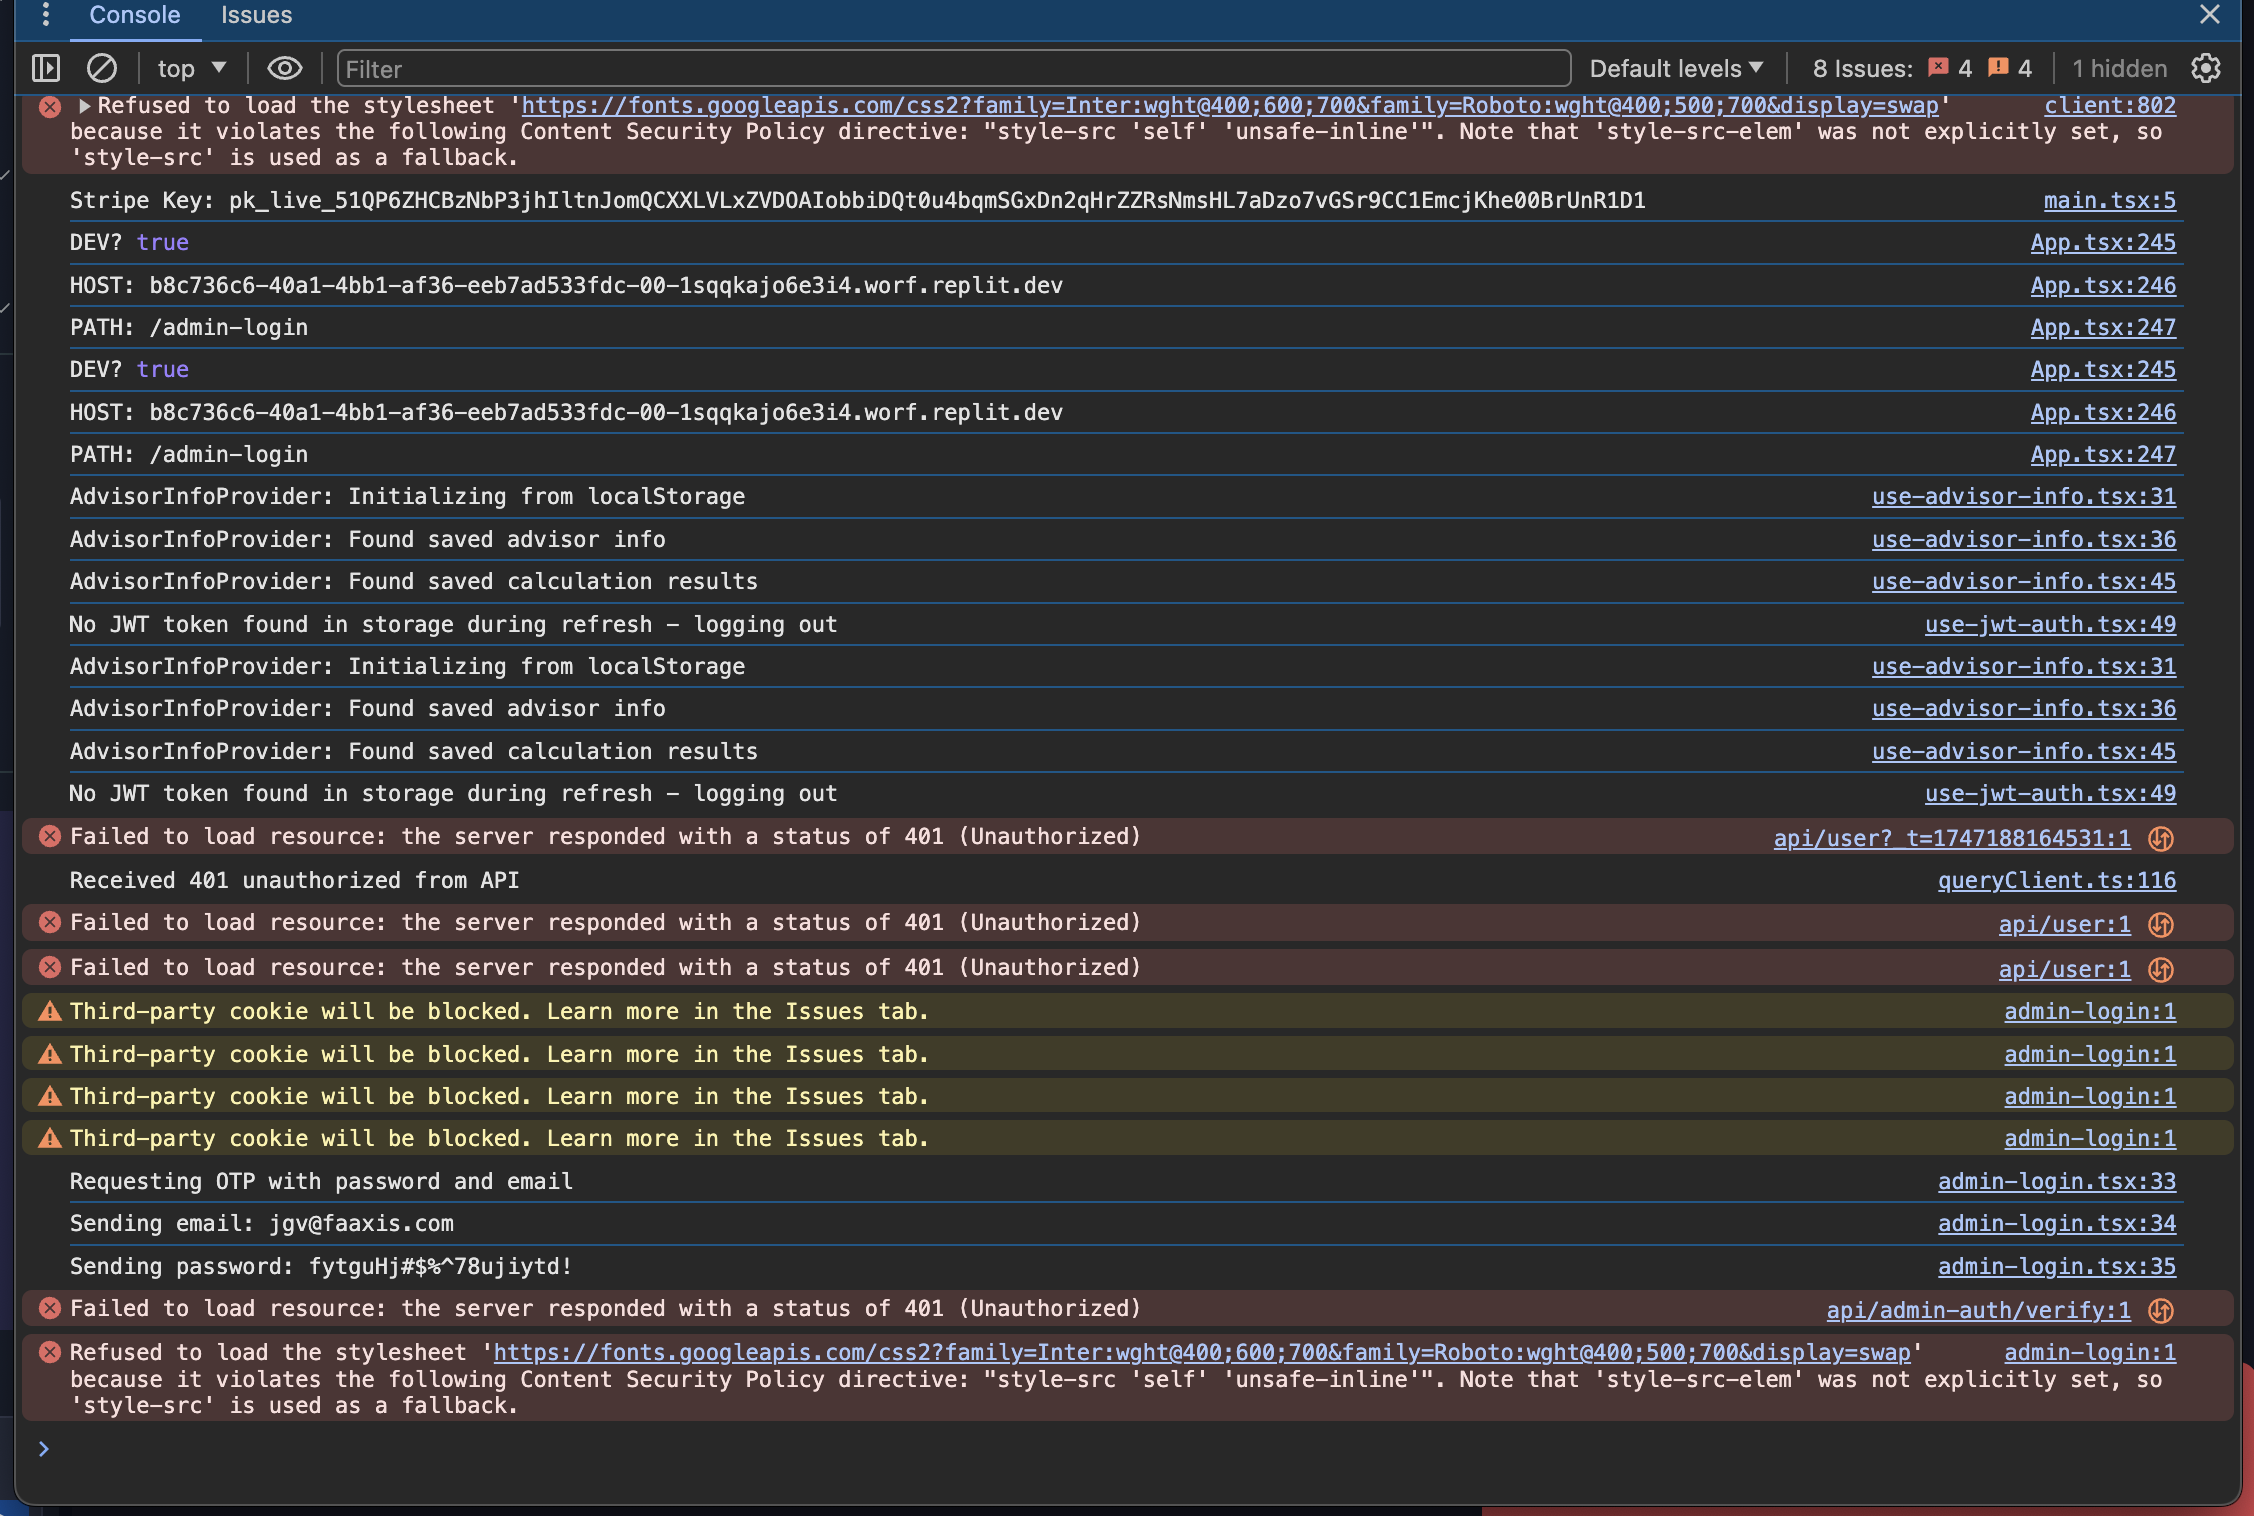 Console Issues
top Filter Default levels 8 Issues: 4 4 1 hidden
Refused to load the stylesheet 'https://fonts.googleapis.com/css2?family=Inter:wght@400;600;700&family=Roboto:wght@400;500;700&display=swap' client:802
because it violates the following Content Security Policy directive: "style-src 'self' 'unsafe-inline'". Note that 'style-src-elem' was not explicitly set, so
'style-src' is used as a fallback.
Stripe Key: pk_live_51QP6ZHCBzNbP3jhIltnJomQCXXLVLxZVDOAIobbiDQt0u4bqmSGxDn2qHrZZRsNmsHL7aDzo7vGSr9CC1EmcjKhe00BrUnR1D1 main.tsx:5
DEV? true App.tsx:245
HOST: b8c736c6-40a1-4bb1-af36-eeb7ad533fdc-00-1sqqkajo6e3i4.worf.replit.dev App.tsx:246
PATH: /admin-login App.tsx:247
DEV? true App.tsx:245
HOST: b8c736c6-40a1-4bb1-af36-eeb7ad533fdc-00-1sqqkajo6e3i4.worf.replit.dev App.tsx:246
PATH: /admin-login App.tsx:247
AdvisorInfoProvider: Initializing from localStorage use-advisor-info.tsx:31
AdvisorInfoProvider: Found saved advisor info use-advisor-info.tsx:36
AdvisorInfoProvider: Found saved calculation results use-advisor-info.tsx:45
No JWT token found in storage during refresh - logging out use-jwt-auth.tsx:49
AdvisorInfoProvider: Initializing from localStorage use-advisor-info.tsx:31
AdvisorInfoProvider: Found saved advisor info use-advisor-info.tsx:36
AdvisorInfoProvider: Found saved calculation results use-advisor-info.tsx:45
No JWT token found in storage during refresh - logging out use-jwt-auth.tsx:49
Failed to load resource: the server responded with a status of 401 (Unauthorized) api/user?_t=1747188164531:1
Received 401 unauthorized from API queryClient.ts:116
Failed to load resource: the server responded with a status of 401 (Unauthorized) api/user:1
Failed to load resource: the server responded with a status of 401 (Unauthorized) api/user:1
Third-party cookie will be blocked. Learn more in the Issues tab. admin-login:1
Third-party cookie will be blocked. Learn more in the Issues tab. admin-login:1
Third-party cookie will be blocked. Learn more in the Issues tab. admin-login:1
Third-party cookie will be blocked. Learn more in the Issues tab. admin-login:1
Requesting OTP with password and email admin-login.tsx:33
Sending email: jgv@faaxis.com admin-login.tsx:34
Sending password: fytguHj#$%^78ujiytd! admin-login.tsx:35
Failed to load resource: the server responded with a status of 401 (Unauthorized) api/admin-auth/verify:1
Refused to load the stylesheet 'https://fonts.googleapis.com/css2?family=Inter:wght@400;600;700&family=Roboto:wght@400;500;700&display=swap' admin-login:1
because it violates the following Content Security Policy directive: "style-src 'self' 'unsafe-inline'". Note that 'style-src-elem' was not explicitly set, so
'style-src' is used as a fallback.